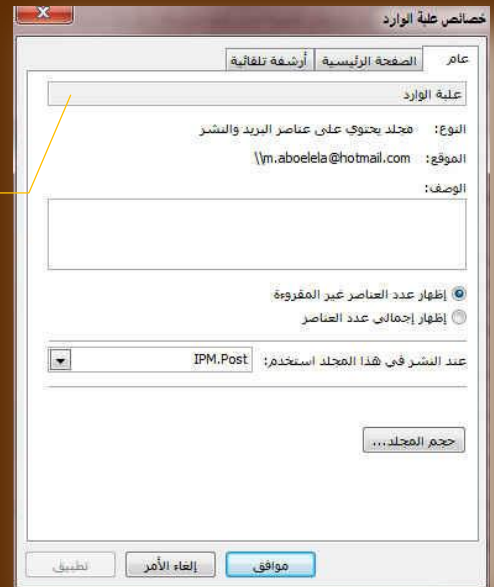 خصائص علبة الوارد
عام الصفحة الرئيسية أرشفة تلقائية
علبة الوارد
النوع: مجلد يحتوي على عناصر البريد والنشر
الموقع: \\m.aboelela@hotmail.com
الوصف:
إظهار عدد العناصر غير المقروءة
إظهار إجمالي عدد العناصر
عند النشر في هذا المجلد استخدم: IPM.Post
حجم المجلد...
موافق إلغاء الأمر تطبيق